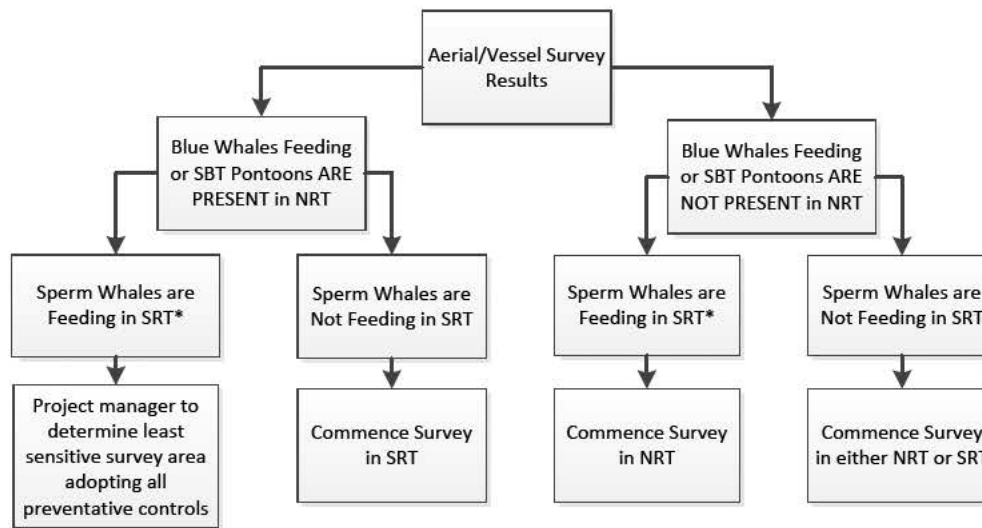 Aerial/Vessel Survey
Results
Blue Whales Feeding
or SBT Pontoons ARE
PRESENT in NRT
Blue Whales Feeding
or SBT Pontoons ARE
NOT PRESENT in NRT
Sperm Whales are
Feeding in SRT*
Sperm Whales are
Not Feeding in SRT
Sperm Whales are
Feeding in SRT*
Sperm Whales are
Not Feeding in SRT
Project manager to
determine least
sensitive survey area
adopting all
preventative controls
Commence Survey
in SRT
Commence Survey
in NRT
Commence Survey
in either NRT or SRT